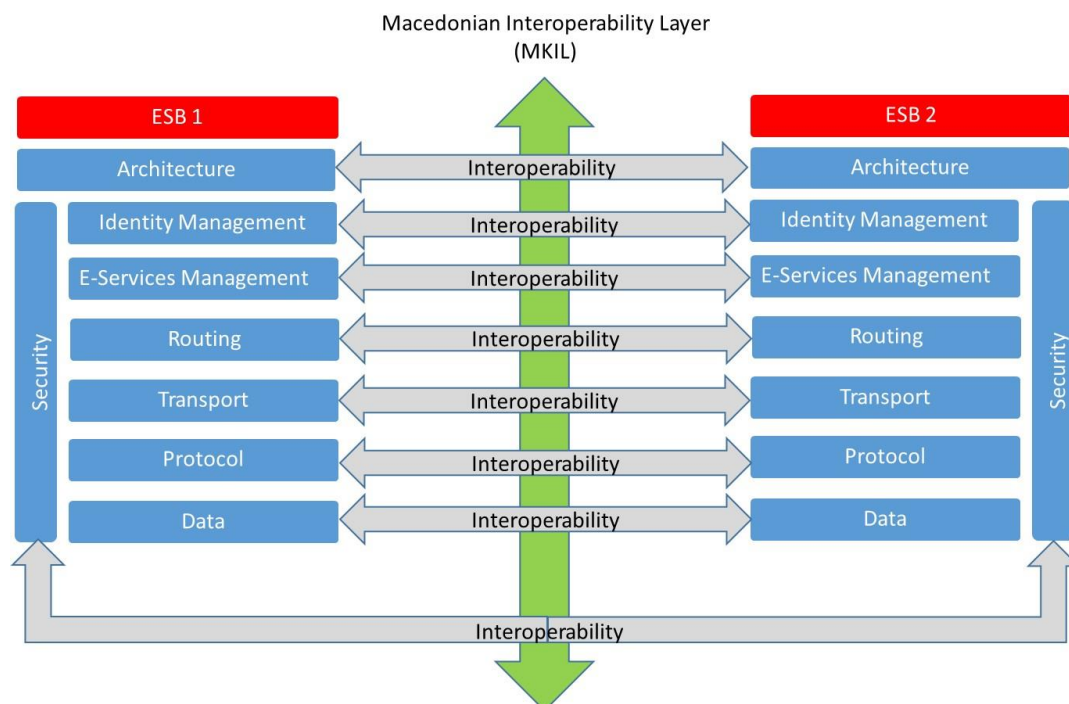 Macedonian Interoperability Layer
(MKIL)
ESB 1
ESB 2
Architecture
Interoperability
Architecture
Identity Management
Interoperability
Identity Management
E-Services Management
Interoperability
E-Services Management
Security
Routing
Interoperability
Routing
Security
Transport
Interoperability
Transport
Protocol
Interoperability
Protocol
Data
Interoperability
Data
Interoperability